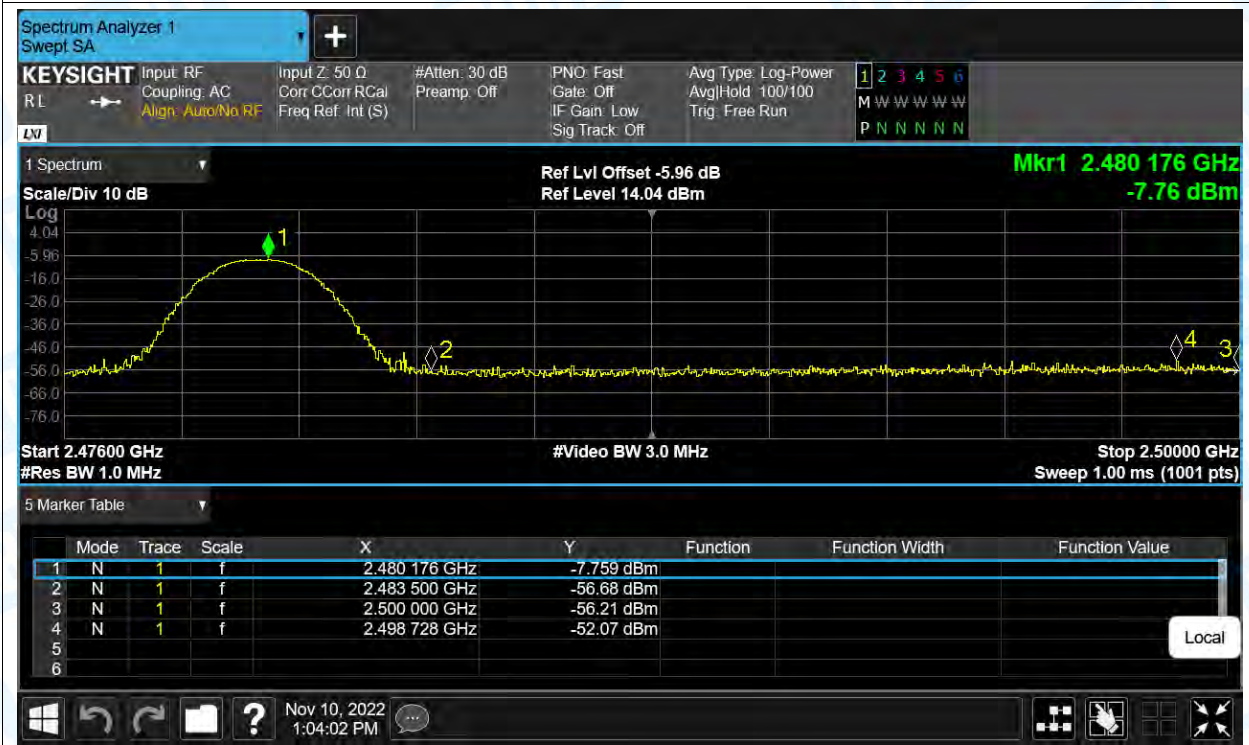 Spectrum Analyzer 1
Swept SA
+
KEYSIGHT Input: RF Input Z: 50 Ω #Atten: 30 dB PNO: Fast Avg Type: Log-Power 1 2 3 4 5 6
RL Coupling: AC Corr CCorr RCal Preamp: Off Gate: Off Avg|Hold: 100/100 M W W W W W
Align: Auto/No RF Freq Ref: Int (S) IF Gain: Low Trig: Free Run
LXI Sig Track: Off P N N N N N
1 Spectrum Ref Lvl Offset -5.96 dB Mkr1 2.480 176 GHz
Scale/Div 10 dB Ref Level 14.04 dBm -7.76 dBm
Log
4.04
1
-5.96
-16.0
-26.0
-36.0
-46.0 2 4 3
-56.0
-66.0
-76.0
Start 2.47600 GHz #Video BW 3.0 MHz Stop 2.50000 GHz
#Res BW 1.0 MHz Sweep 1.00 ms (1001 pts)
5 Marker Table
Mode Trace Scale X Y Function Function Width Function Value
1 N 1 f 2.480 176 GHz -7.759 dBm
2 N 1 f 2.483 500 GHz -56.68 dBm
3 N 1 f 2.500 000 GHz -56.21 dBm
4 N 1 f 2.498 728 GHz -52.07 dBm
5
6
Local
? Nov 10, 2022
1:04:02 PM